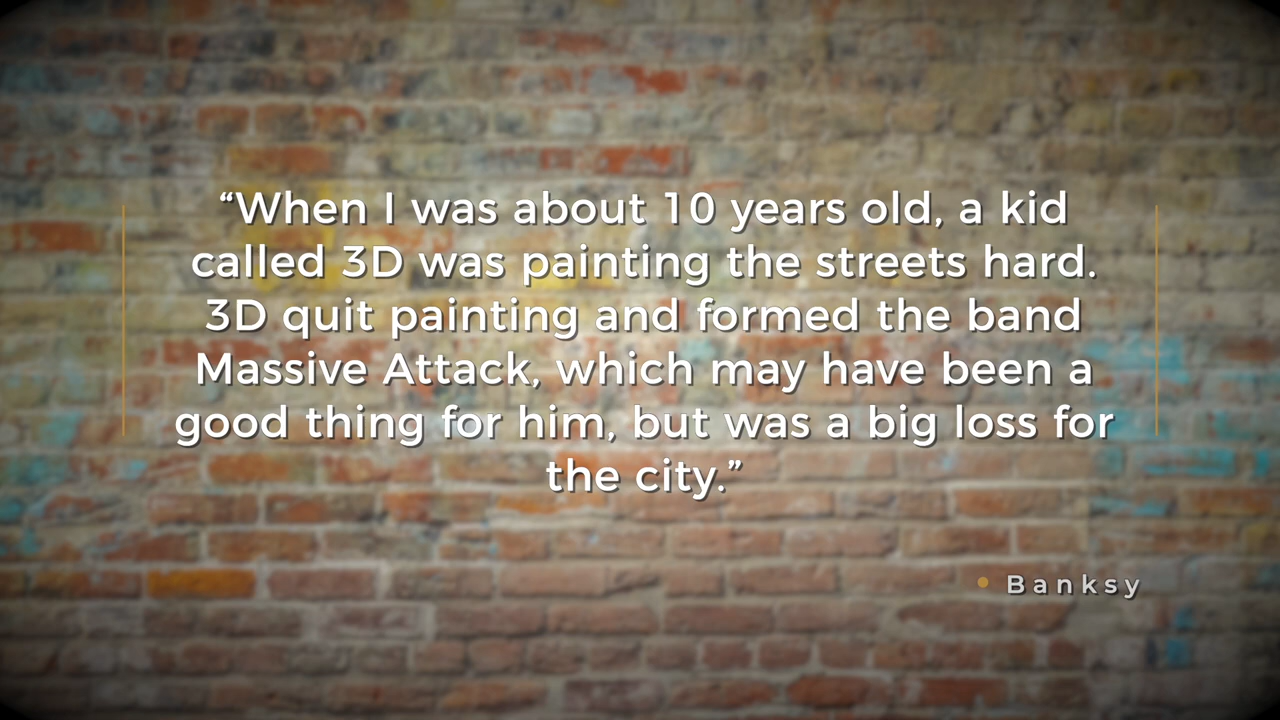 “When I was about 10 years old, a kid
called 3D was painting the streets hard.
3D quit painting and formed the band
Massive Attack, which may have been a
good thing for him, but was a big loss for
the city.”
Banksy